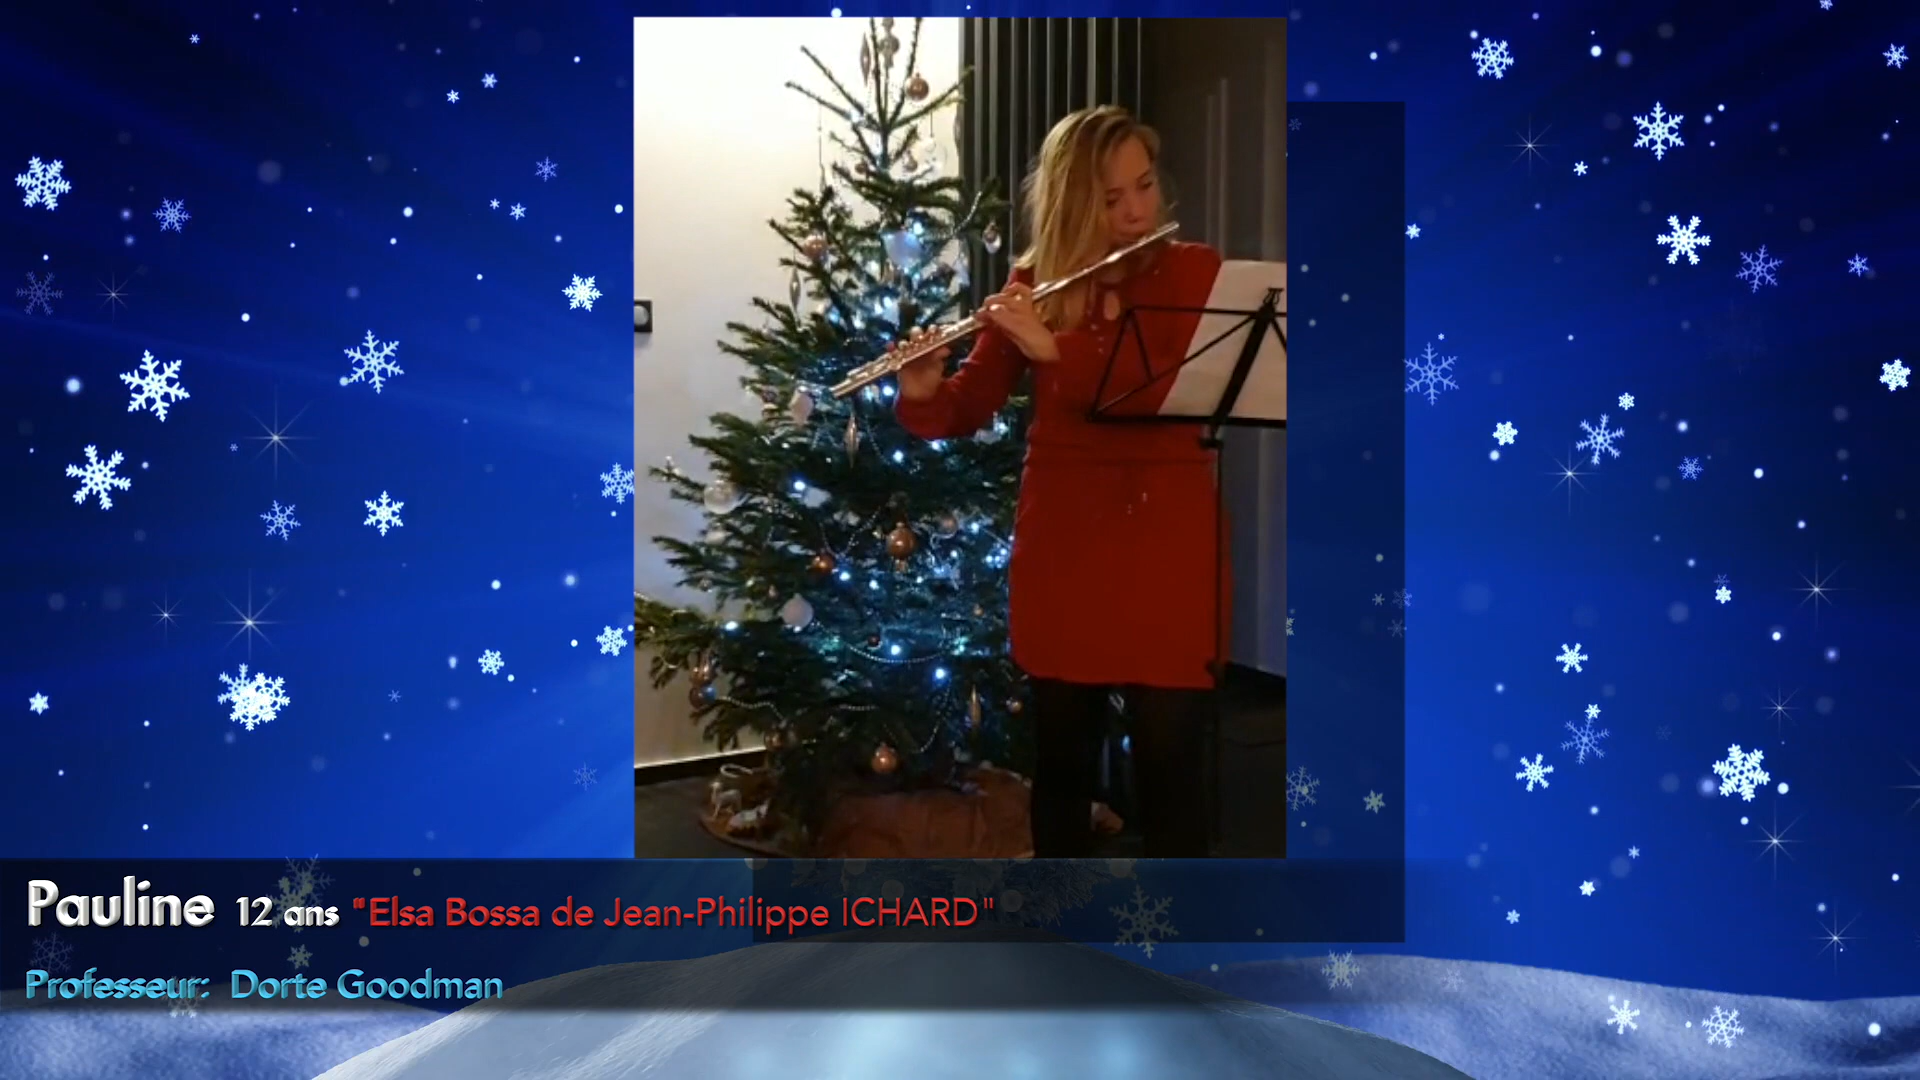 Pauline 12 ans "Elsa Bossa de Jean-Philippe ICHARD"
Professeur: Dorte Goodman